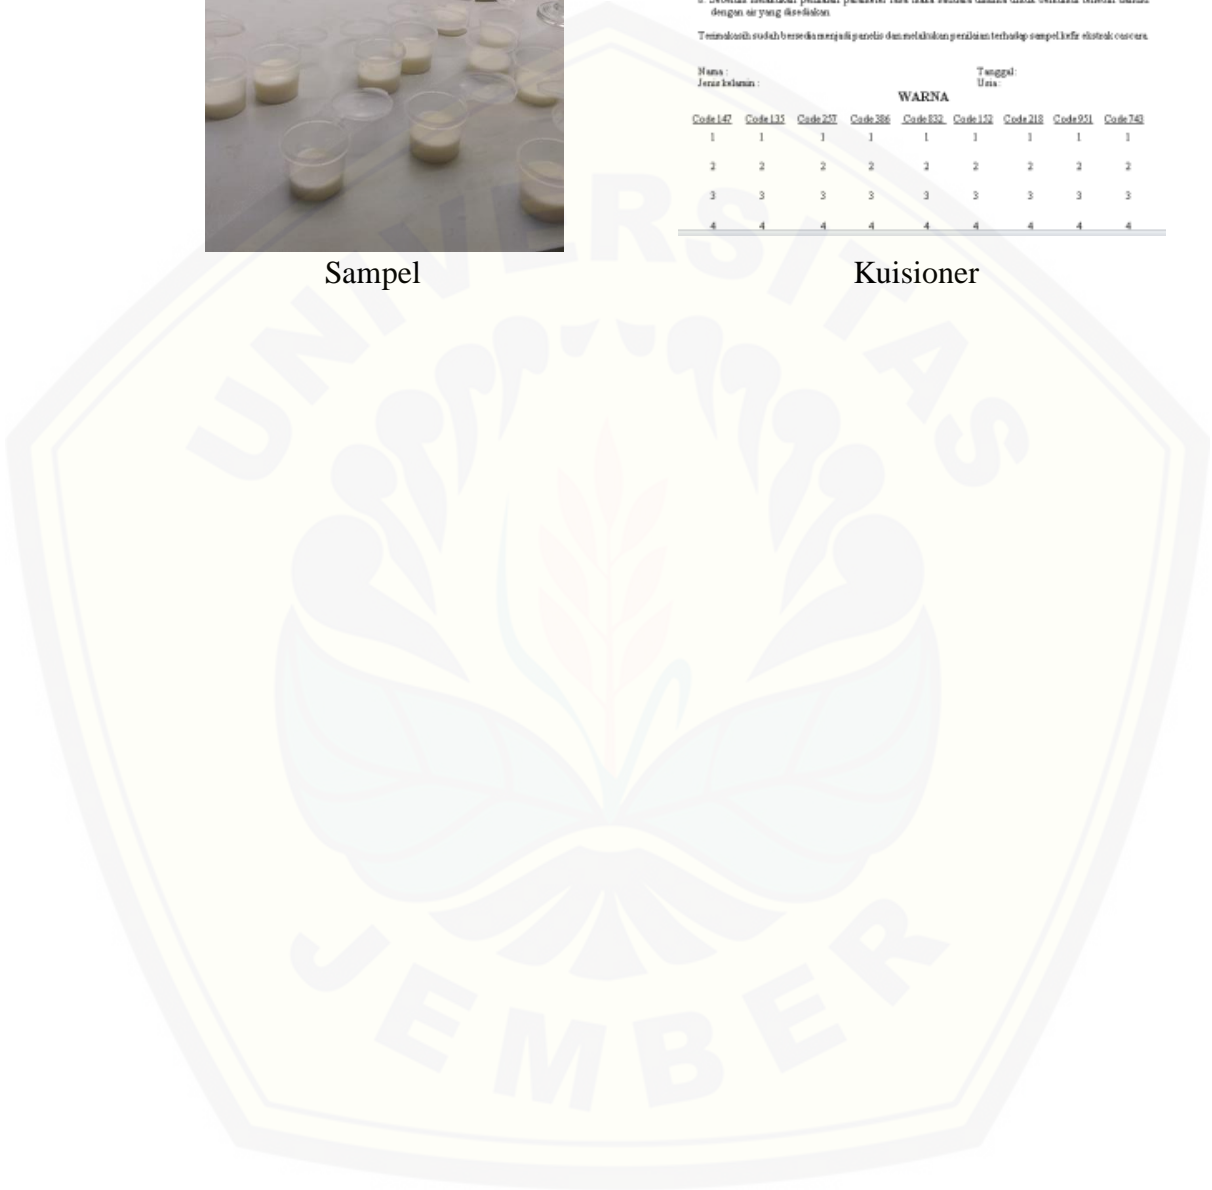 dengan air yang disediakan
Terimakasih sudah bersedia menjadi panelis dan melakukan penilaian terhadap sampel kefir ekstrak cascara
Nama : Tanggal:
Jenis kelamin : Usia :
WARNA
Code 147 Code 135 Code 257 Code 386 Code 832 Code 152 Code 218 Code 951 Code 743
1 1 1 1 1 1 1 1 1
2 2 2 2 2 2 2 2 2
3 3 3 3 3 3 3 3 3
4 4 4 4 4 4 4 4 4
Sampel Kuisioner
UNIVERSITAS
JEMBER